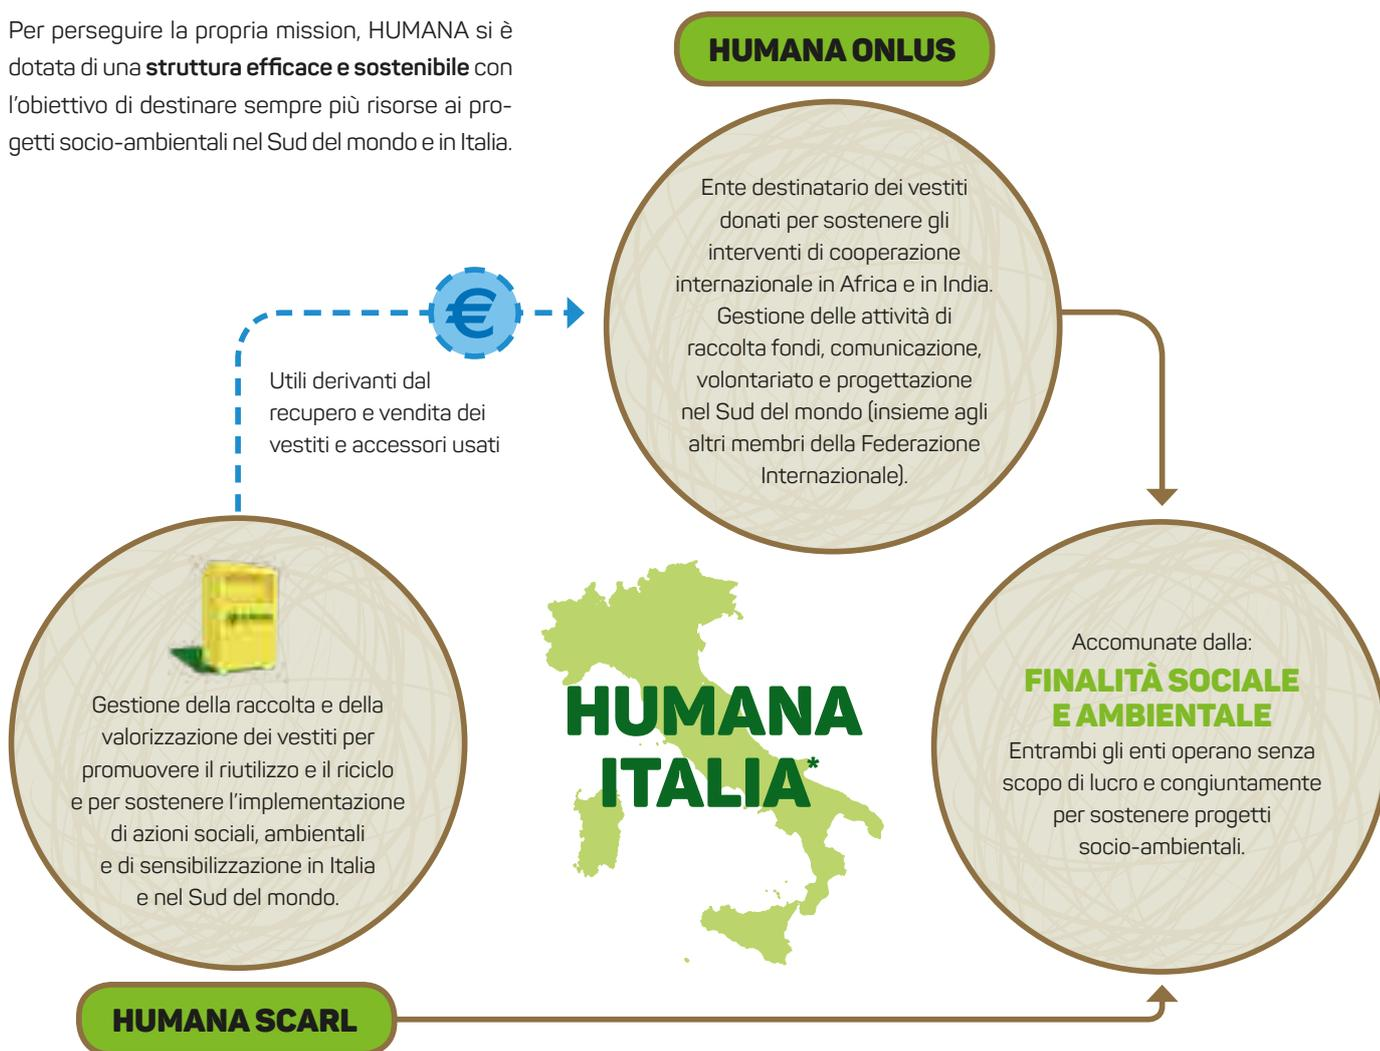 Per perseguire la propria mission, HUMANA si è
dotata di una struttura efficace e sostenibile con
l'obiettivo di destinare sempre più risorse ai pro-
getti socio-ambientali nel Sud del mondo e in Italia.
HUMANA ONLUS
Ente destinatario dei vestiti
donati per sostenere gli
interventi di cooperazione
internazionale in Africa e in India.
Gestione delle attività di
raccolta fondi, comunicazione,
volontariato e progettazione
nel Sud del mondo (insieme agli
altri membri della Federazione
Internazionale).
€
Utili derivanti dal
recupero e vendita dei
vestiti e accessori usati
Gestione della raccolta e della
valorizzazione dei vestiti per
promuovere il riutilizzo e il riciclo
e per sostenere l'implementazione
di azioni sociali, ambientali
e di sensibilizzazione in Italia
e nel Sud del mondo.
HUMANA SCARL
HUMANA
ITALIA*
Accomunate dalla:
FINALITÀ SOCIALE
E AMBIENTALE
Entrambi gli enti operano senza
scopo di lucro e congiuntamente
per sostenere progetti
socio-ambientali.